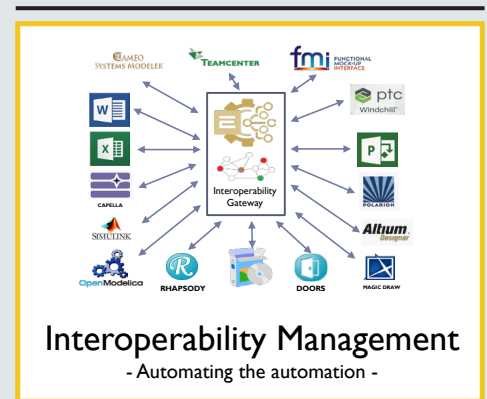 CAMEO
SYSTEMS MODELER
TEAMCENTER
fmi FUNCTIONAL
MOCK-UP
INTERFACE
W
ptc
Windchill
X
P
CAPELLA
Interoperability
Gateway
POLARION
SIMULINK
Altıum
Designer
OpenModelica
R
RHAPSODY
DOORS
MAGIC DRAW
Interoperability Management
- Automating the automation -